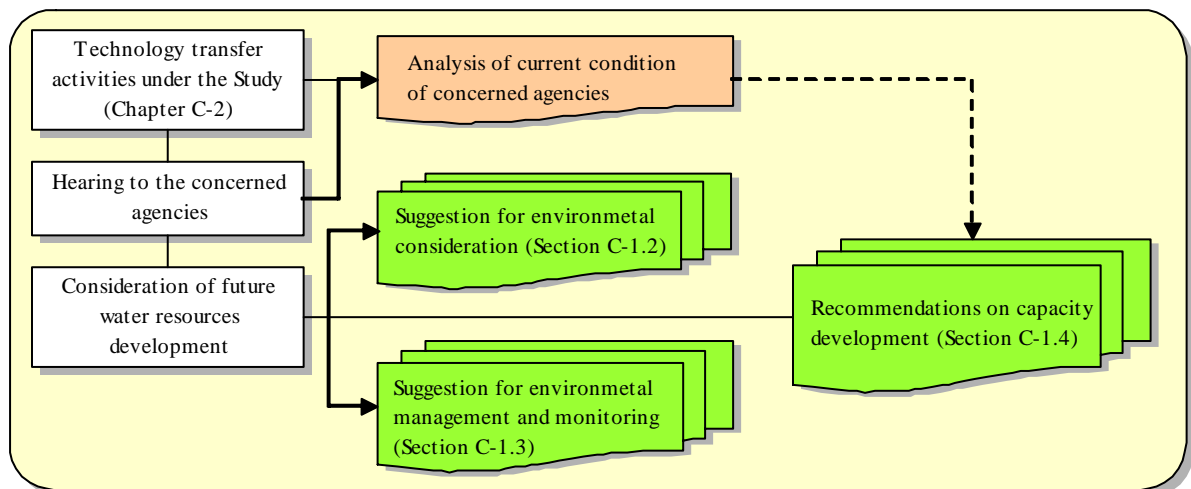 Technology transfer
activities under the Study
(Chapter C-2)
Hearing to the concerned
agencies
Consideration of future
water resources
development
Analysis of current condition
of concerned agencies
Suggestion for environmetal
consideration (Section C-1.2)
Suggestion for environmetal
management and monitoring
(Section C-1.3)
Recommendations on capacity
development (Section C-1.4)